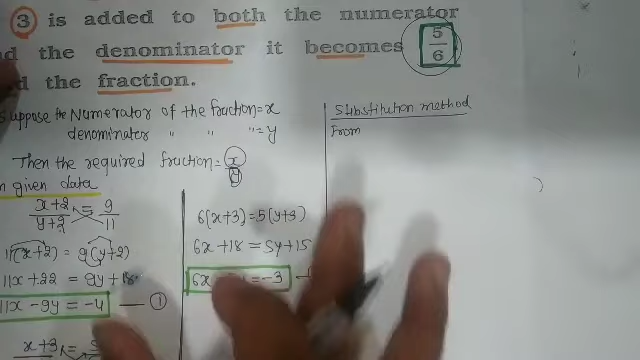 3 is added to both the numerator
the denominator it becomes 5/6
the fraction.
Suppose the Numerator of the fraction = x
denominator " " " = y
Then the required fraction = x/y
given data
x+2/y+2 = 9/11
11(x+2) = 9(y+2)
11x+22 = 9y+18
11x-9y = -4 — ①
x+3 =
6(x+3) = 5(y+3)
6x+18 = 5y+15
6x = -3
Substitution method
From